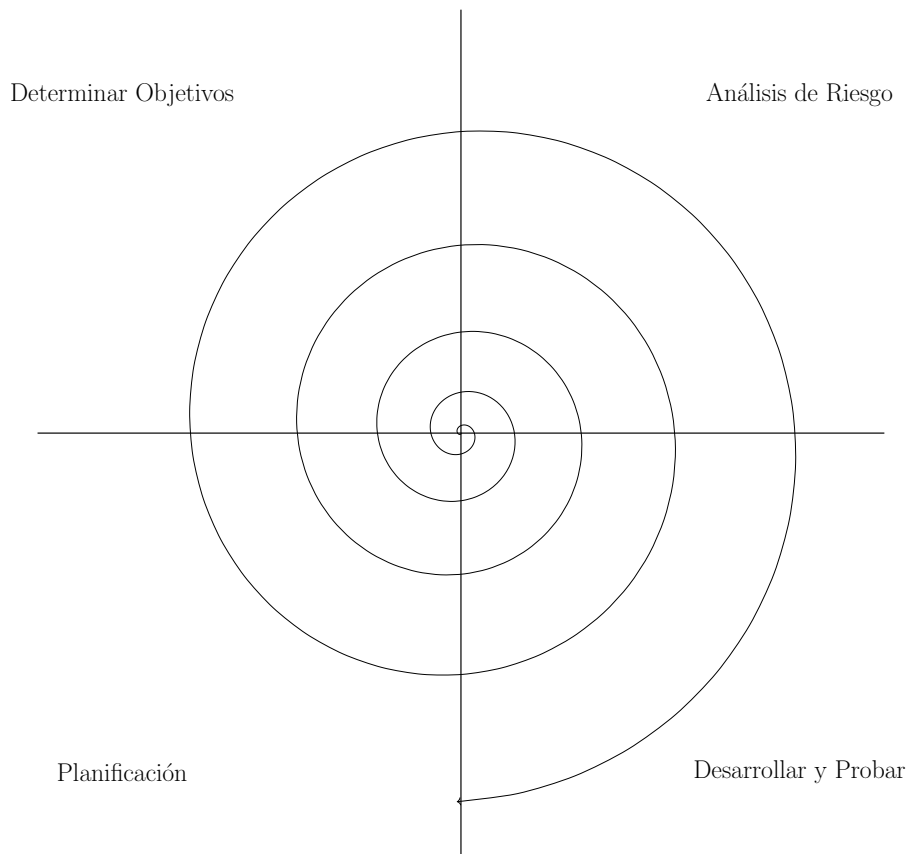 Determinar Objetivos
Análisis de Riesgo
Planificación
Desarrollar y Probar